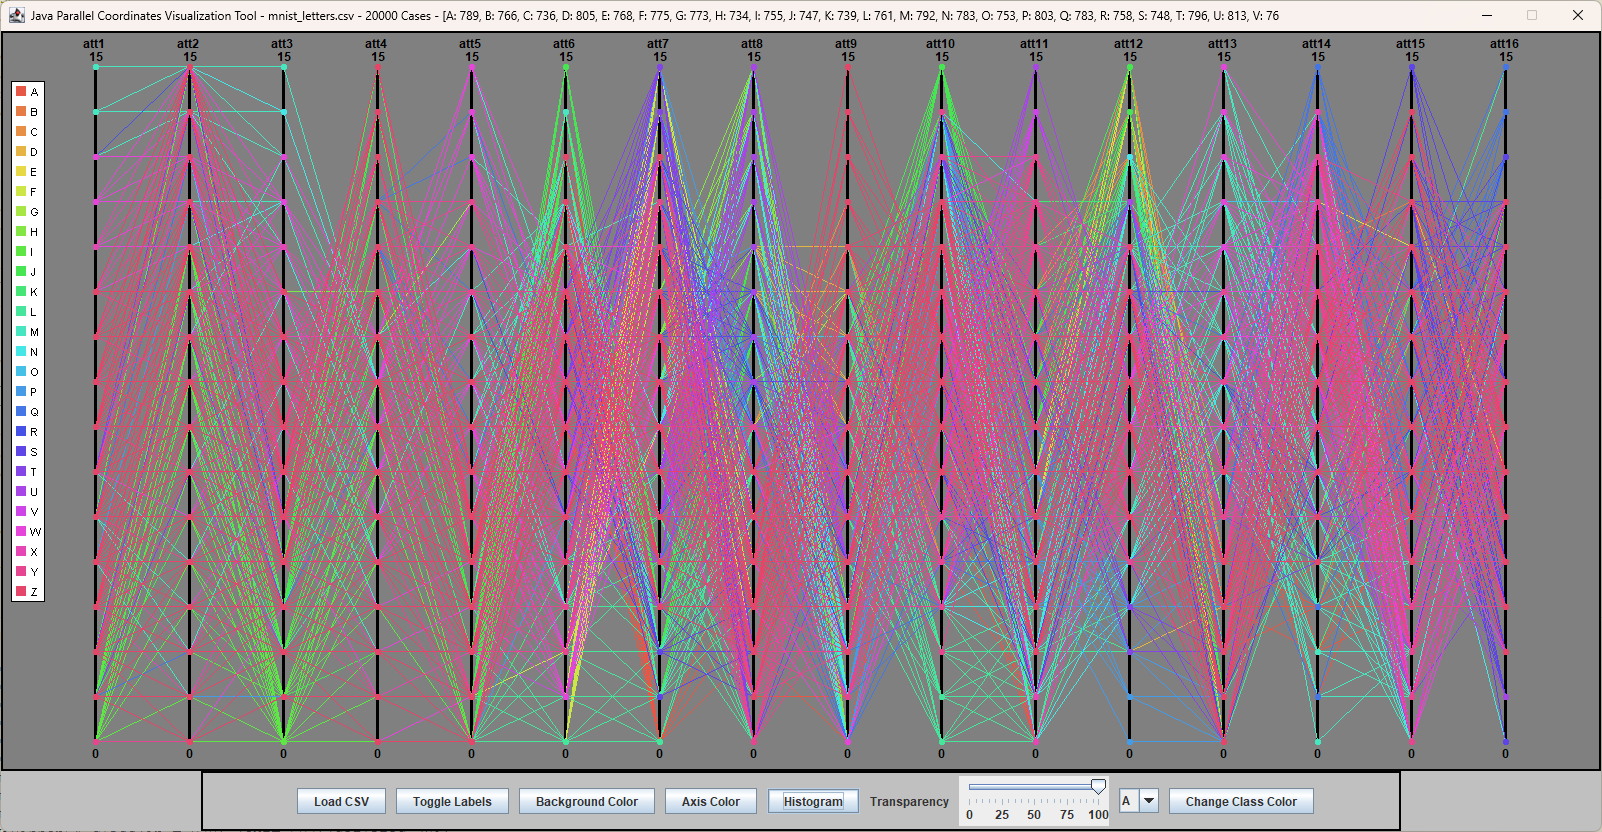 Java Parallel Coordinates Visualization Tool - mnist_letters.csv - 20000 Cases - [A: 789, B: 766, C: 736, D: 805, E: 768, F: 775, G: 773, H: 734, I: 755, J: 747, K: 739, L: 761, M: 792, N: 783, O: 753, P: 803, Q: 783, R: 758, S: 748, T: 796, U: 813, V: 76
att1 att2 att3 att4 att5 att6 att7 att8 att9 att10 att11 att12 att13 att14 att15 att16
15 15 15 15 15 15 15 15 15 15 15 15 15 15 15 15
A
B
C
D
E
F
G
H
I
J
K
L
M
N
O
P
Q
R
S
T
U
V
W
X
Y
Z
0 0 0 0 0 0 0 0 0 0 0 0 0 0 0 0
Load CSV Toggle Labels Background Color Axis Color Histogram Transparency A Change Class Color
0 25 50 75 100